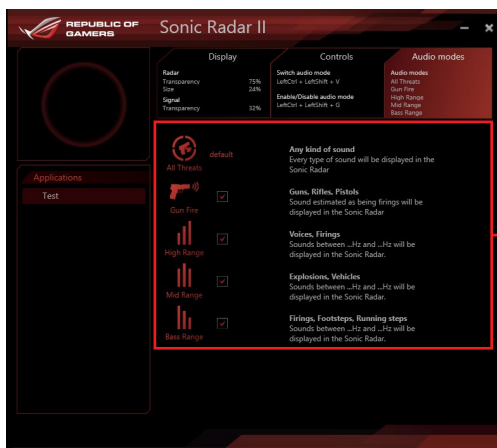 REPUBLIC OF
GAMERS
Sonic Radar II
Display
Radar
Transparency 75%
Size 24%
Signal
Transparency 32%
Controls
Switch audio mode
LeftCtrl + LeftShift + V
Enable/Disable audio mode
LeftCtrl + LeftShift + G
Audio modes
Audio modes
All Threats
Gun Fire
High Range
Mid Range
Bass Range
Applications
Test
All Threats
default
Any kind of sound
Every type of sound will be displayed in the
Sonic Radar
Gun Fire
Guns, Rifles, Pistols
Sound estimated as being firings will be
displayed in the Sonic Radar
High Range
Voices, Firings
Sounds between ...Hz and ...Hz will be
displayed in the Sonic Radar.
Mid Range
Explosions, Vehicles
Sounds between ...Hz and ...Hz will be
displayed in the Sonic Radar.
Bass Range
Firings, Footsteps, Running steps
Sounds between ...Hz and ...Hz will be
displayed in the Sonic Radar.